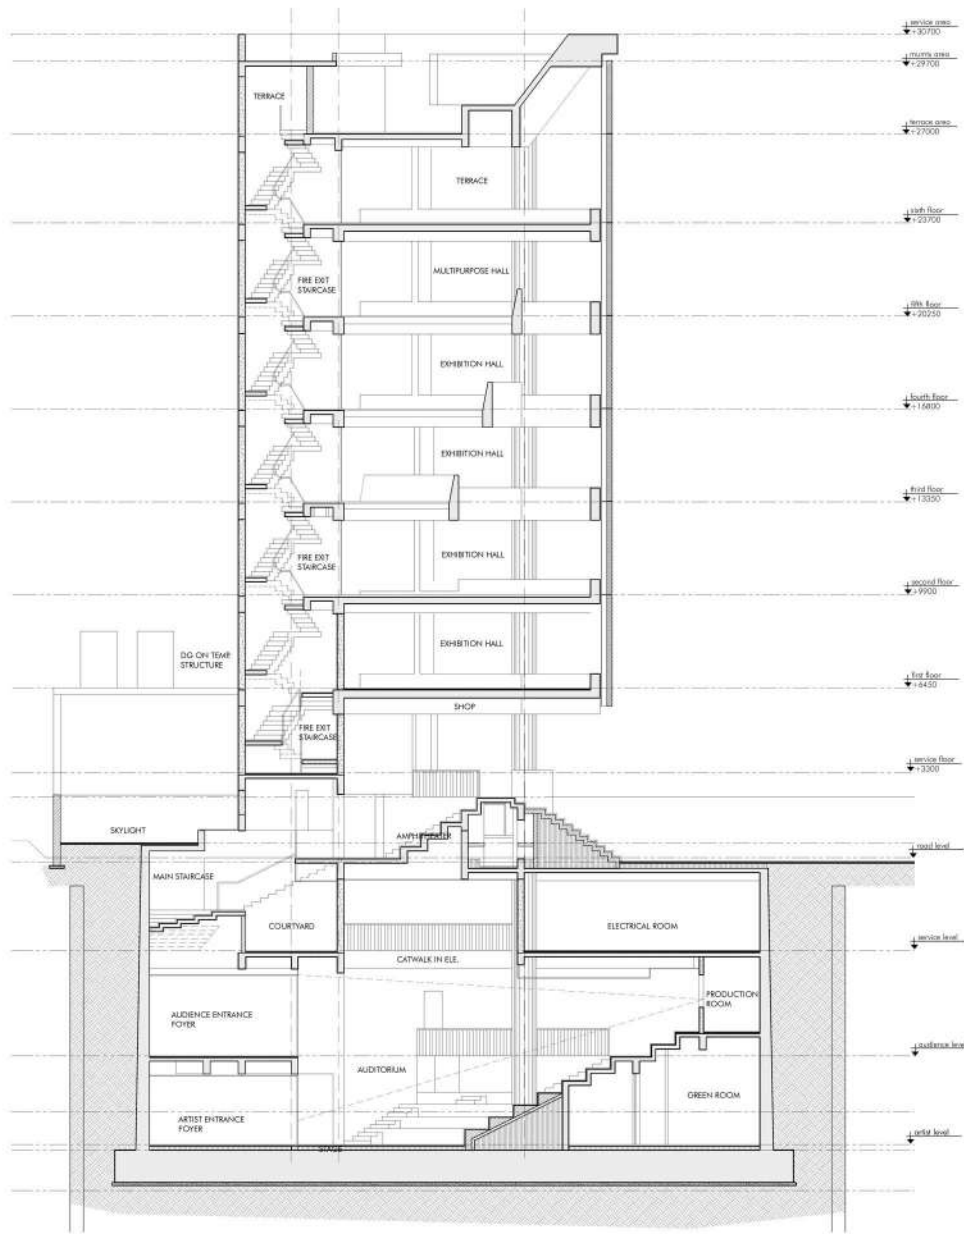 service area
+30700
mumty area
+29700
TERRACE
terrace area
+27000
TERRACE
sixth floor
+23700
FIRE EXIT
STAIRCASE
MULTIPURPOSE HALL
fifth floor
+20250
EXHIBITION HALL
fourth floor
+16800
EXHIBITION HALL
third floor
+13350
FIRE EXIT
STAIRCASE
EXHIBITION HALL
second floor
+9900
DG ON TEMP.
STRUCTURE
EXHIBITION HALL
first floor
+6450
SHOP
FIRE EXIT
STAIRCASE
service floor
+3300
SKYLIGHT
AMPHITHEATER
road level
MAIN STAIRCASE
COURTYARD
ELECTRICAL ROOM
service level
CATWALK IN ELE.
PRODUCTION
ROOM
AUDIENCE ENTRANCE
FOYER
audience level
AUDITORIUM
GREEN ROOM
ARTIST ENTRANCE
FOYER
artist level
STAGE